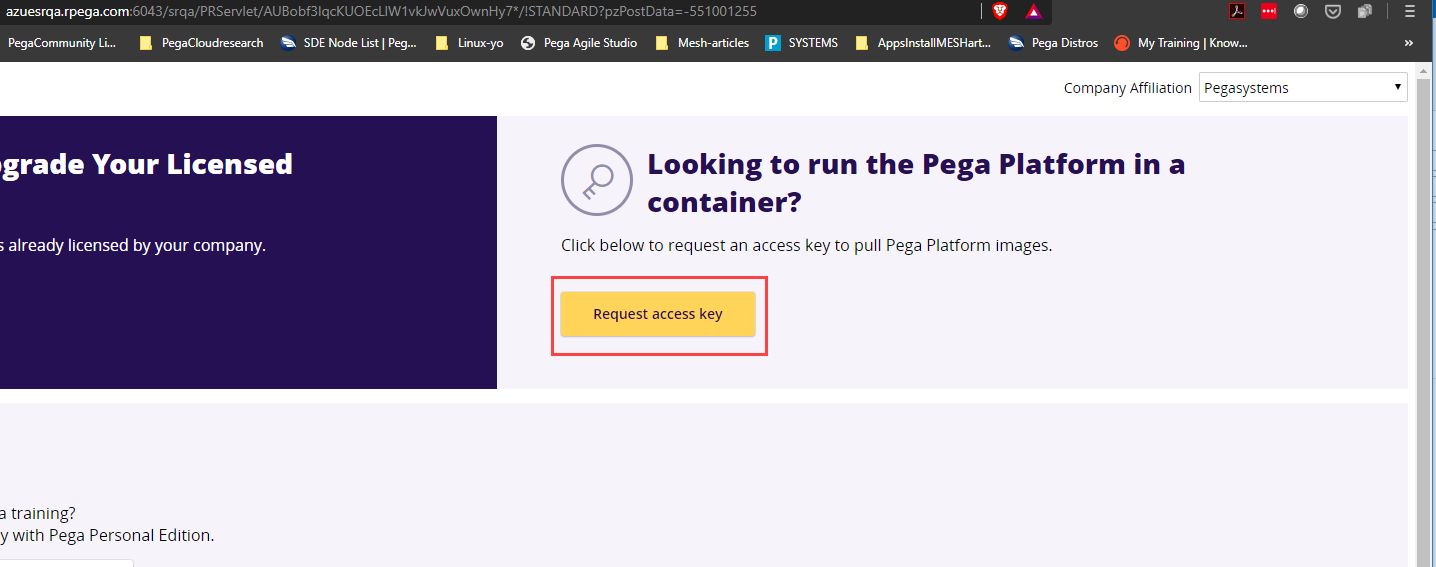 azuesrqa.rpega.com:6043/srqa/PRServlet/AUBobf3IqcKUOEcLlW1vkJwVuxOwnHy7*/!STANDARD?pzPostData=-551001255
PegaCommunity Li... PegaCloudresearch SDE Node List | Peg... Linux-yo Pega Agile Studio Mesh-articles SYSTEMS AppsInstallMESHart... Pega Distros My Training | Know... »
Company Affiliation Pegasystems
grade Your Licensed
s already licensed by your company.
Looking to run the Pega Platform in a
container?
Click below to request an access key to pull Pega Platform images.
Request access key
a training?
y with Pega Personal Edition.